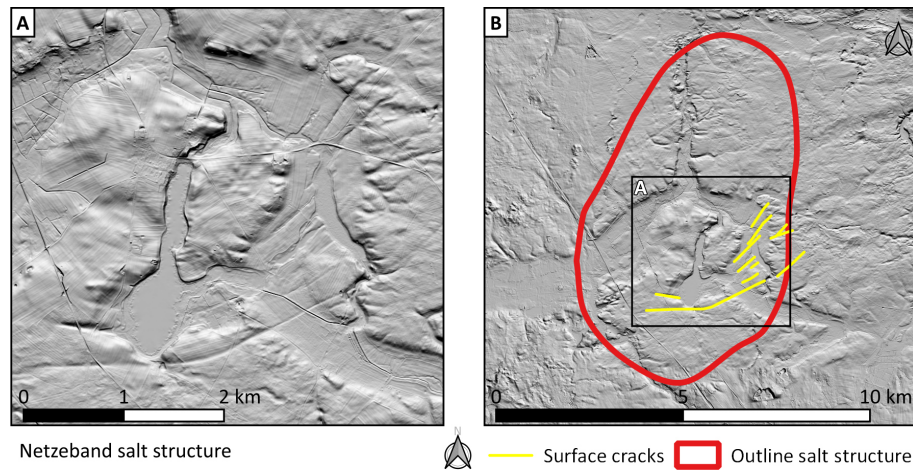 A
B
A
0 1 2 km
0 5 10 km
Netzeband salt structure
N
Surface cracks
Outline salt structure